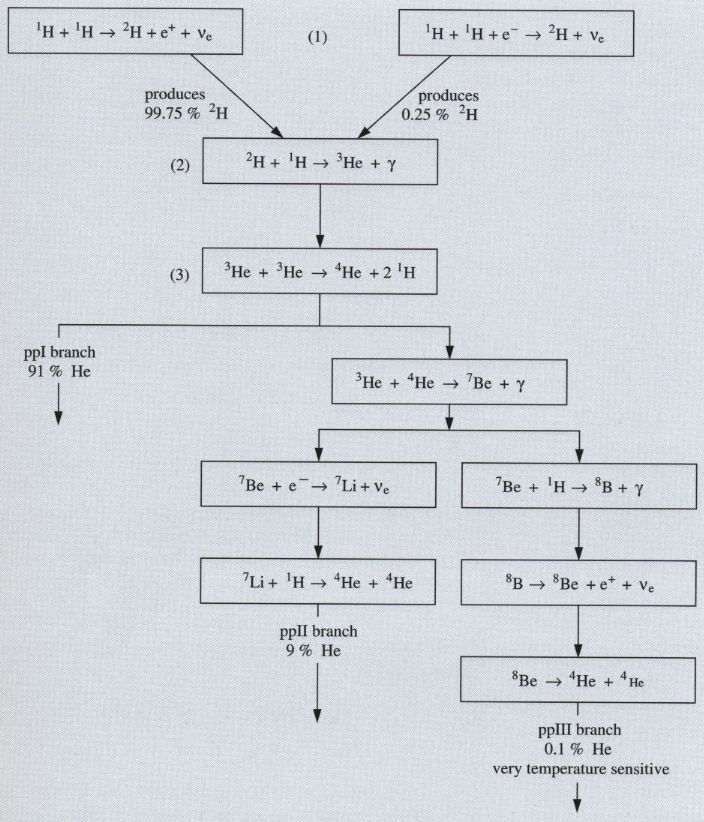 ¹H + ¹H → ²H + e⁺ + νₑ
(1)
¹H + ¹H + e⁻ → ²H + νₑ
produces
99.75 % ²H
produces
0.25 % ²H
(2)
²H + ¹H → ³He + γ
(3)
³He + ³He → ⁴He + 2 ¹H
ppI branch
91 % He
³He + ⁴He → ⁷Be + γ
⁷Be + e⁻ → ⁷Li + νₑ
⁷Be + ¹H → ⁸B + γ
⁷Li + ¹H → ⁴He + ⁴He
⁸B → ⁸Be + e⁺ + νₑ
ppII branch
9 % He
⁸Be → ⁴He + ⁴He
ppIII branch
0.1 % He
very temperature sensitive